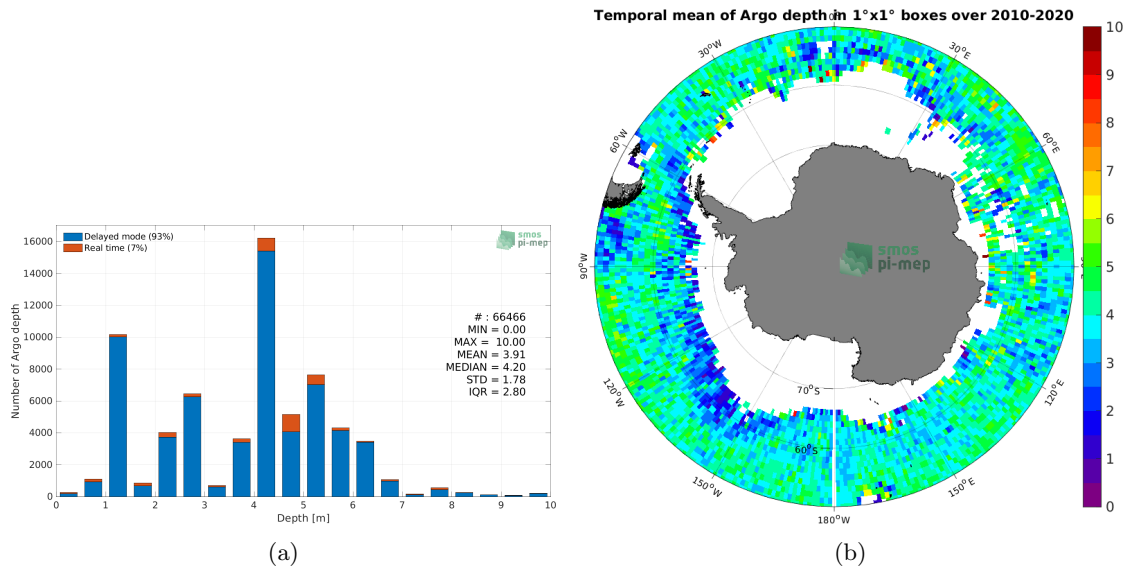 Delayed mode (93%)
Real time (7%)
smos
pi-mep
# : 66466
MIN = 0.00
MAX = 10.00
MEAN = 3.91
MEDIAN = 4.20
STD = 1.78
IQR = 2.80
Number of Argo depth
16000
14000
12000
10000
8000
6000
4000
2000
0
0 1 2 3 4 5 6 7 8 9 10
Depth [m]
(a)
Temporal mean of Argo depth in 1°x1° boxes over 2010-2020
30°W
30°E
60°W
60°E
90°W
smos
pi-mep
120°W
120°E
70°S
60°S
150°W
150°E
180°W
10
9
8
7
6
5
4
3
2
1
0
(b)